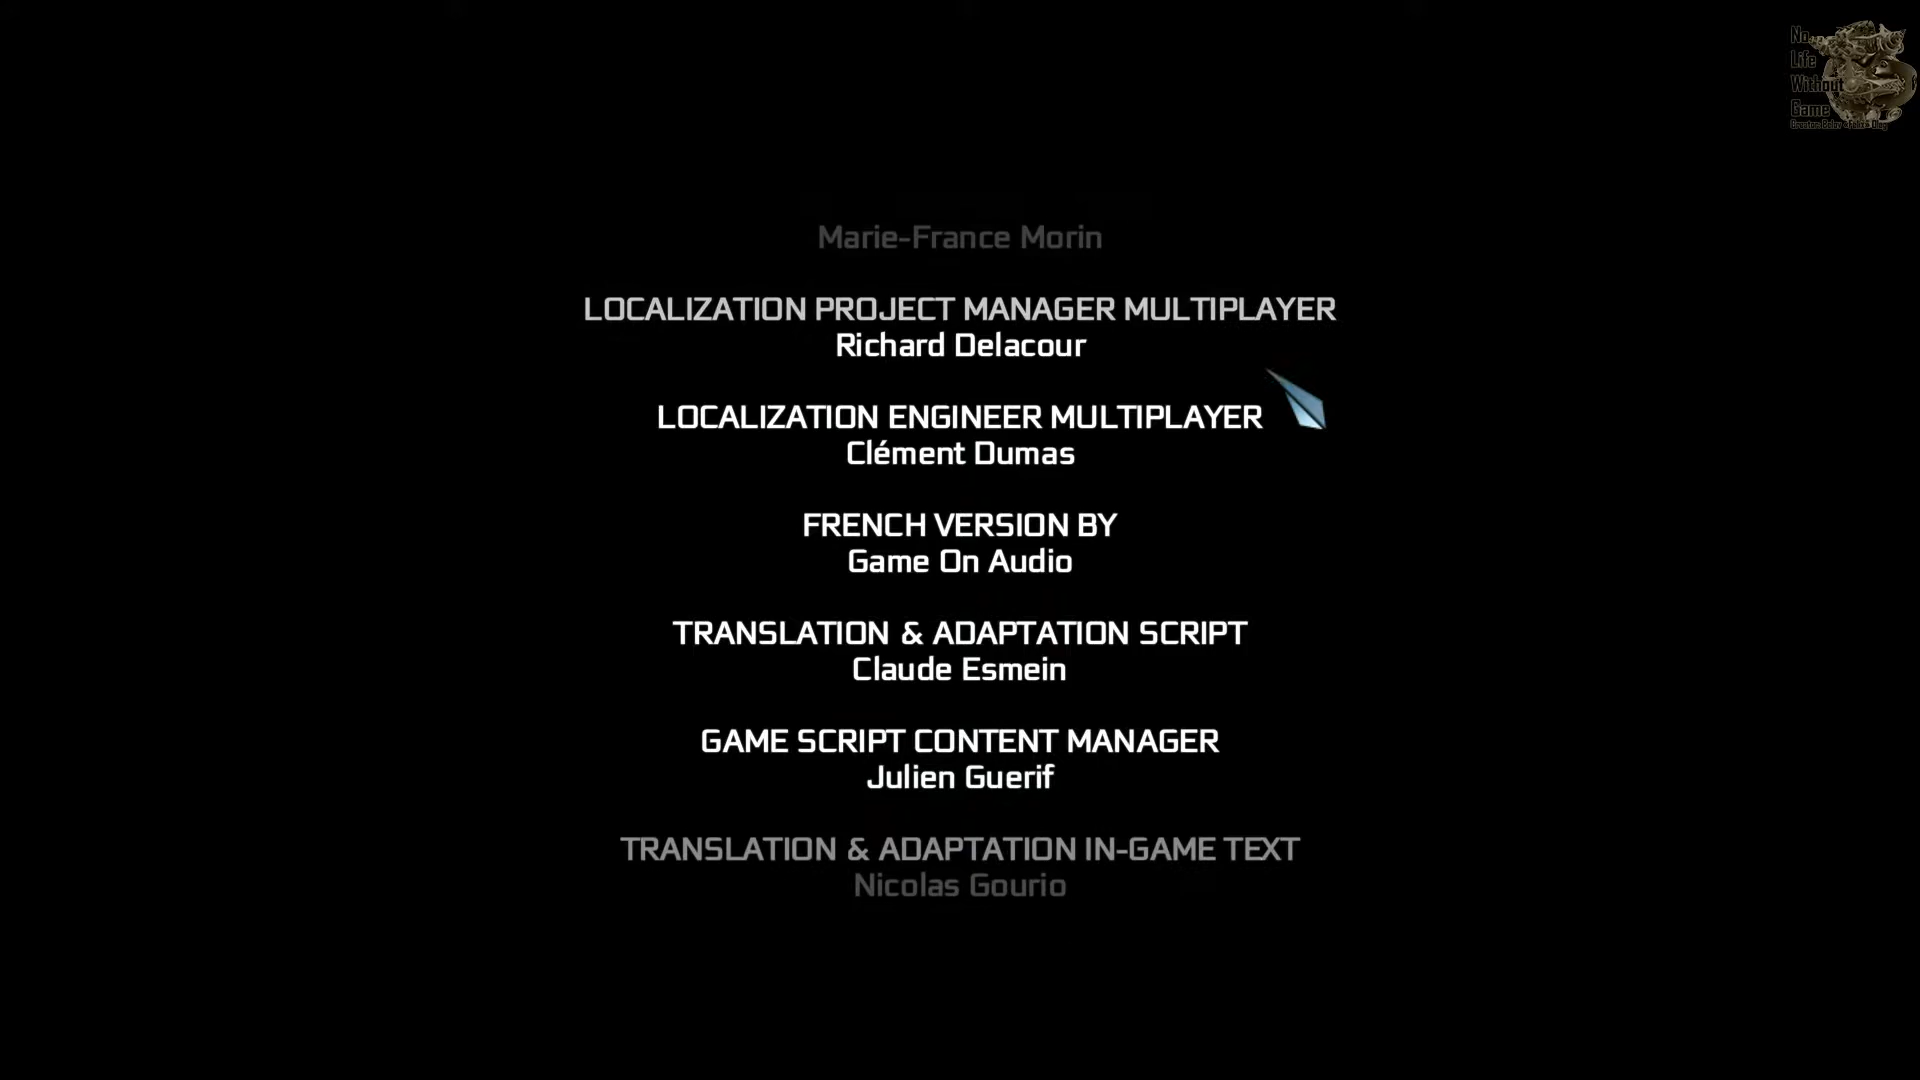 No
Life
Without
Game
Marie-France Morin
LOCALIZATION PROJECT MANAGER MULTIPLAYER
Richard Delacour
LOCALIZATION ENGINEER MULTIPLAYER
Clément Dumas
FRENCH VERSION BY
Game On Audio
TRANSLATION & ADAPTATION SCRIPT
Claude Esmein
GAME SCRIPT CONTENT MANAGER
Julien Guerif
TRANSLATION & ADAPTATION IN-GAME TEXT
Nicolas Gourio